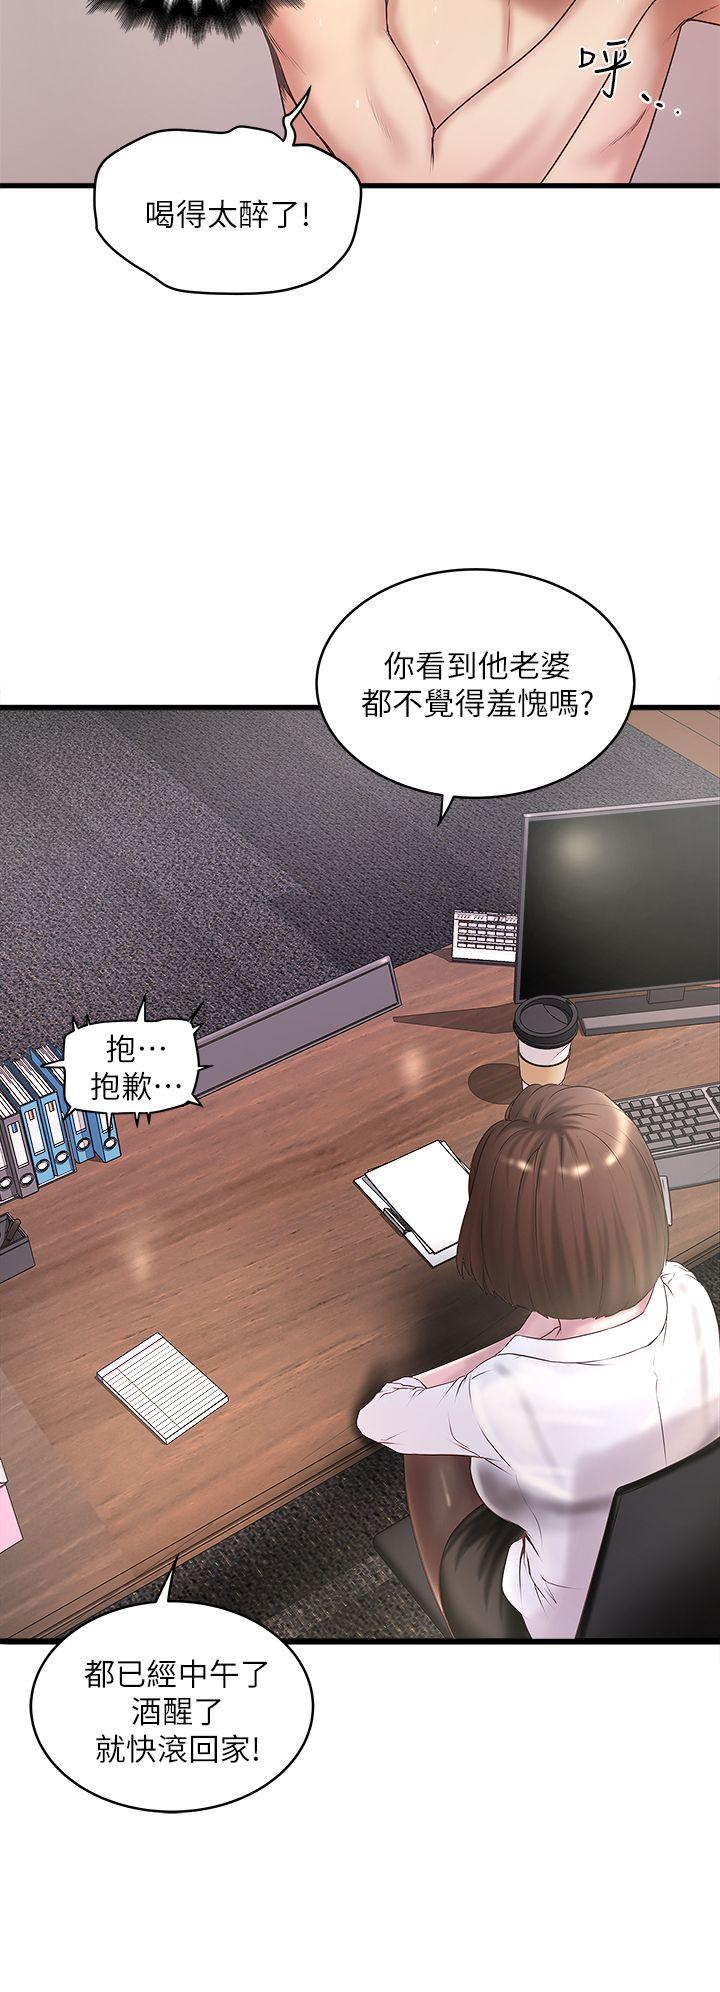 呼...
喝得太醉了!
你看到他老婆
都不覺得羞愧嗎?
抱…
抱歉…
都已經中午了
酒醒了
就快滾回家!